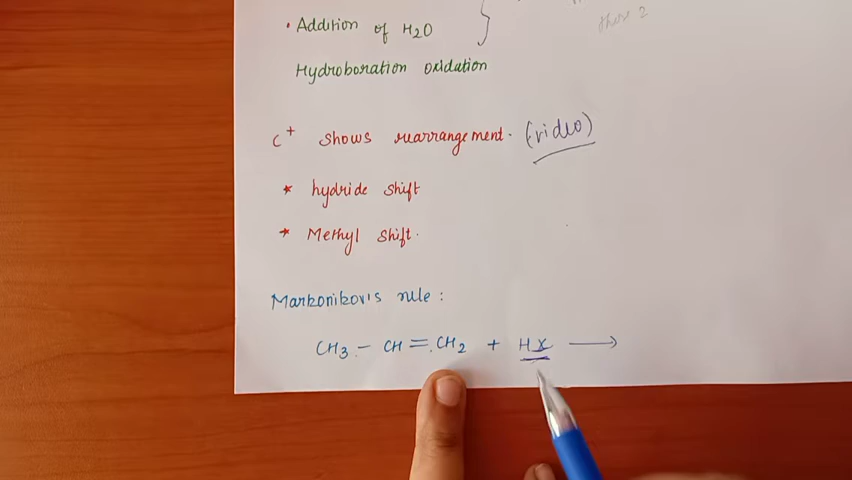 • Addition of H2O
Hydroboration oxidation
C+ shows rearrangement. (video)
* hydride shift
* Methyl shift.
Markonikov's rule :
CH3 – CH = CH2 + HX ⟶